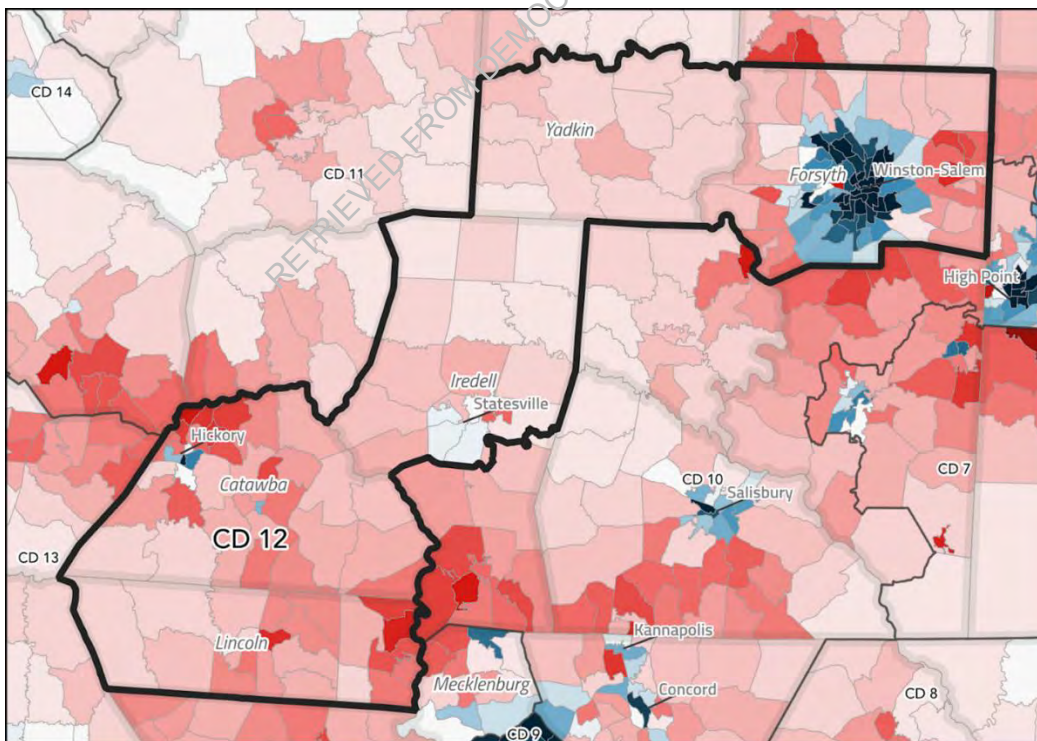 RETRIEVED FROM DEMOC
CD 14
Yadkin
CD 11
Forsyth
Winston-Salem
High Point
Iredell
Statesville
Hickory
Catawba
CD 10
Salisbury
CD 7
CD 12
CD 13
Lincoln
Kannapolis
Mecklenburg
Concord
CD 8
CD 9